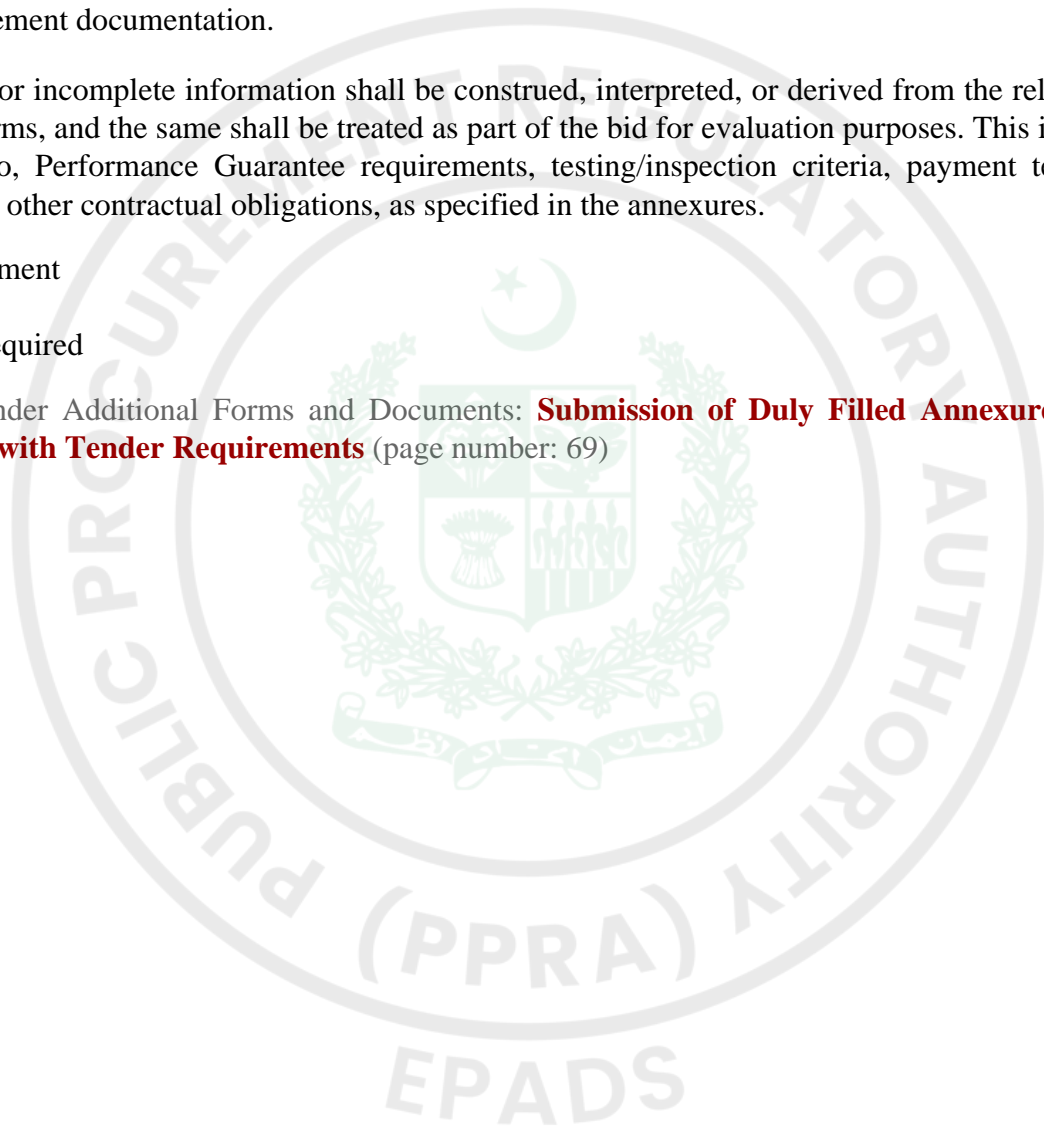 ement documentation.
or incomplete information shall be construed, interpreted, or derived from the rel
rms, and the same shall be treated as part of the bid for evaluation purposes. This i
o, Performance Guarantee requirements, testing/inspection criteria, payment te
other contractual obligations, as specified in the annexures.
ment
equired
nder Additional Forms and Documents: Submission of Duly Filled Annexure
with Tender Requirements (page number: 69)
PUBLIC PROCUREMENT REGULATORY AUTHORITY
(PPRA)
EPADS